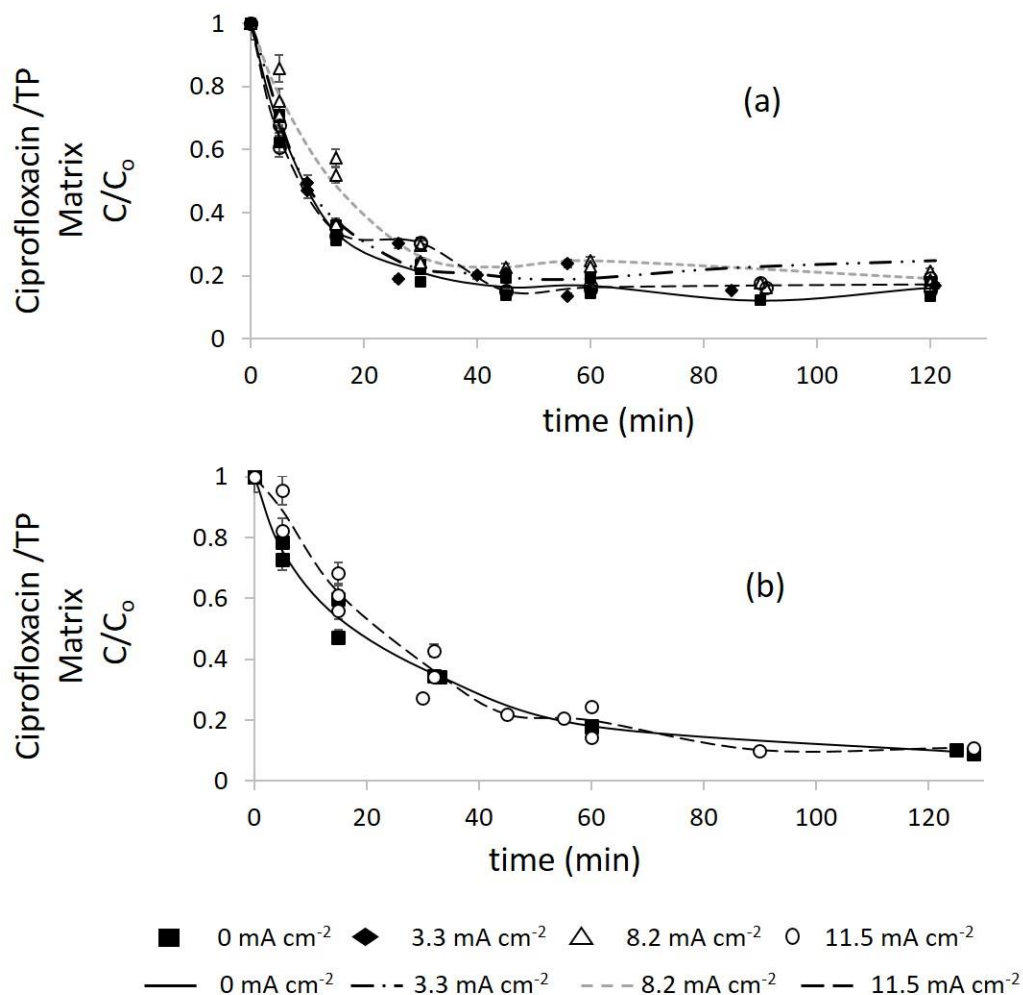 Ciprofloxacin /TP
Matrix
C/Cₒ
1
0.8
0.6
0.4
0.2
0
(a)
0 20 40 60 80 100 120
time (min)
Ciprofloxacin /TP
Matrix
C/Cₒ
1
0.8
0.6
0.4
0.2
0
(b)
0 20 40 60 80 100 120
time (min)
0 mA cm⁻² 3.3 mA cm⁻² 8.2 mA cm⁻² 11.5 mA cm⁻²
0 mA cm⁻² 3.3 mA cm⁻² 8.2 mA cm⁻² 11.5 mA cm⁻²